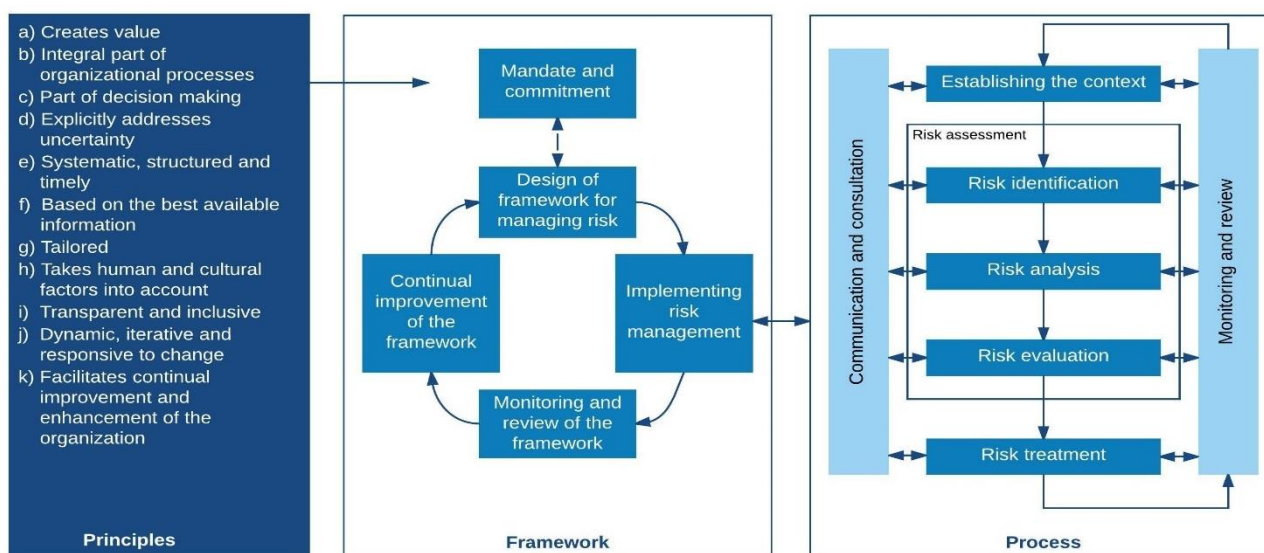 a) Creates value
b) Integral part of
organizational processes
c) Part of decision making
d) Explicitly addresses
uncertainty
e) Systematic, structured and
timely
f) Based on the best available
information
g) Tailored
h) Takes human and cultural
factors into account
i) Transparent and inclusive
j) Dynamic, iterative and
responsive to change
k) Facilitates continual
improvement and
enhancement of the
organization
Principles
Mandate and
commitment
Design of
framework for
managing risk
Continual
improvement
of the
framework
Implementing
risk
management
Monitoring and
review of the
framework
Framework
Communication and consultation
Establishing the context
Risk assessment
Risk identification
Risk analysis
Risk evaluation
Risk treatment
Monitoring and review
Process